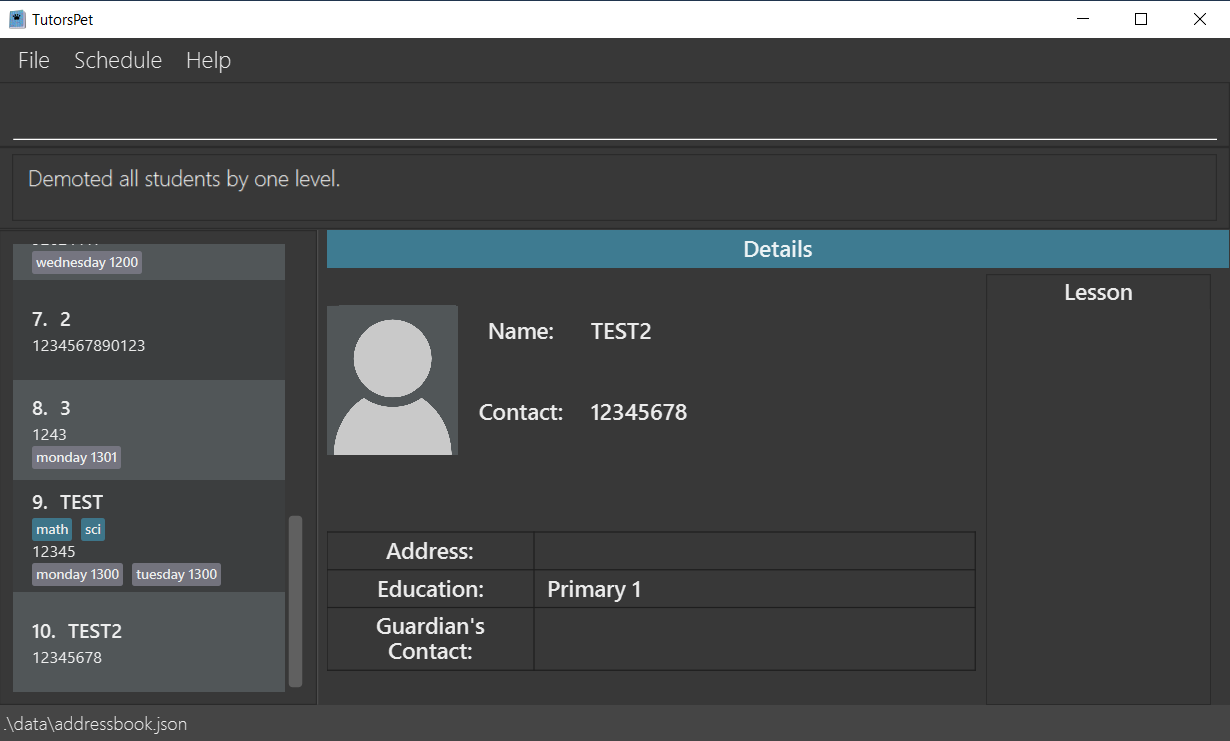 TutorsPet
File Schedule Help
Demoted all students by one level.
wednesday 1200
7. 2
1234567890123
8. 3
1243
monday 1301
9. TEST
math sci
12345
monday 1300 tuesday 1300
10. TEST2
12345678
Details
Name: TEST2
Contact: 12345678
Address:
Education: Primary 1
Guardian's
Contact:
Lesson
.\data\addressbook.json